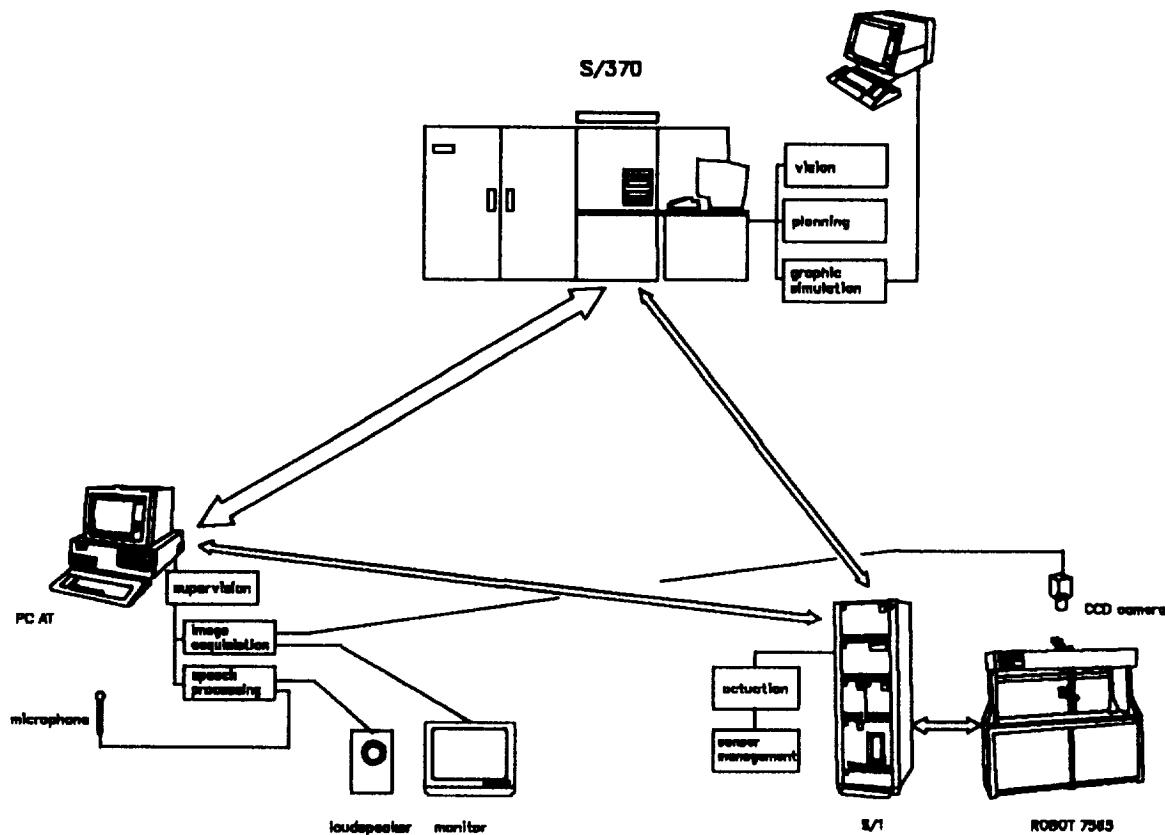 S/370
vision
planning
graphic
simulation
PC AT
supervision
image
acquisition
speech
processing
microphone
loudspeaker
monitor
actuation
sensor
management
S/1
CCD camera
ROBOT 7565